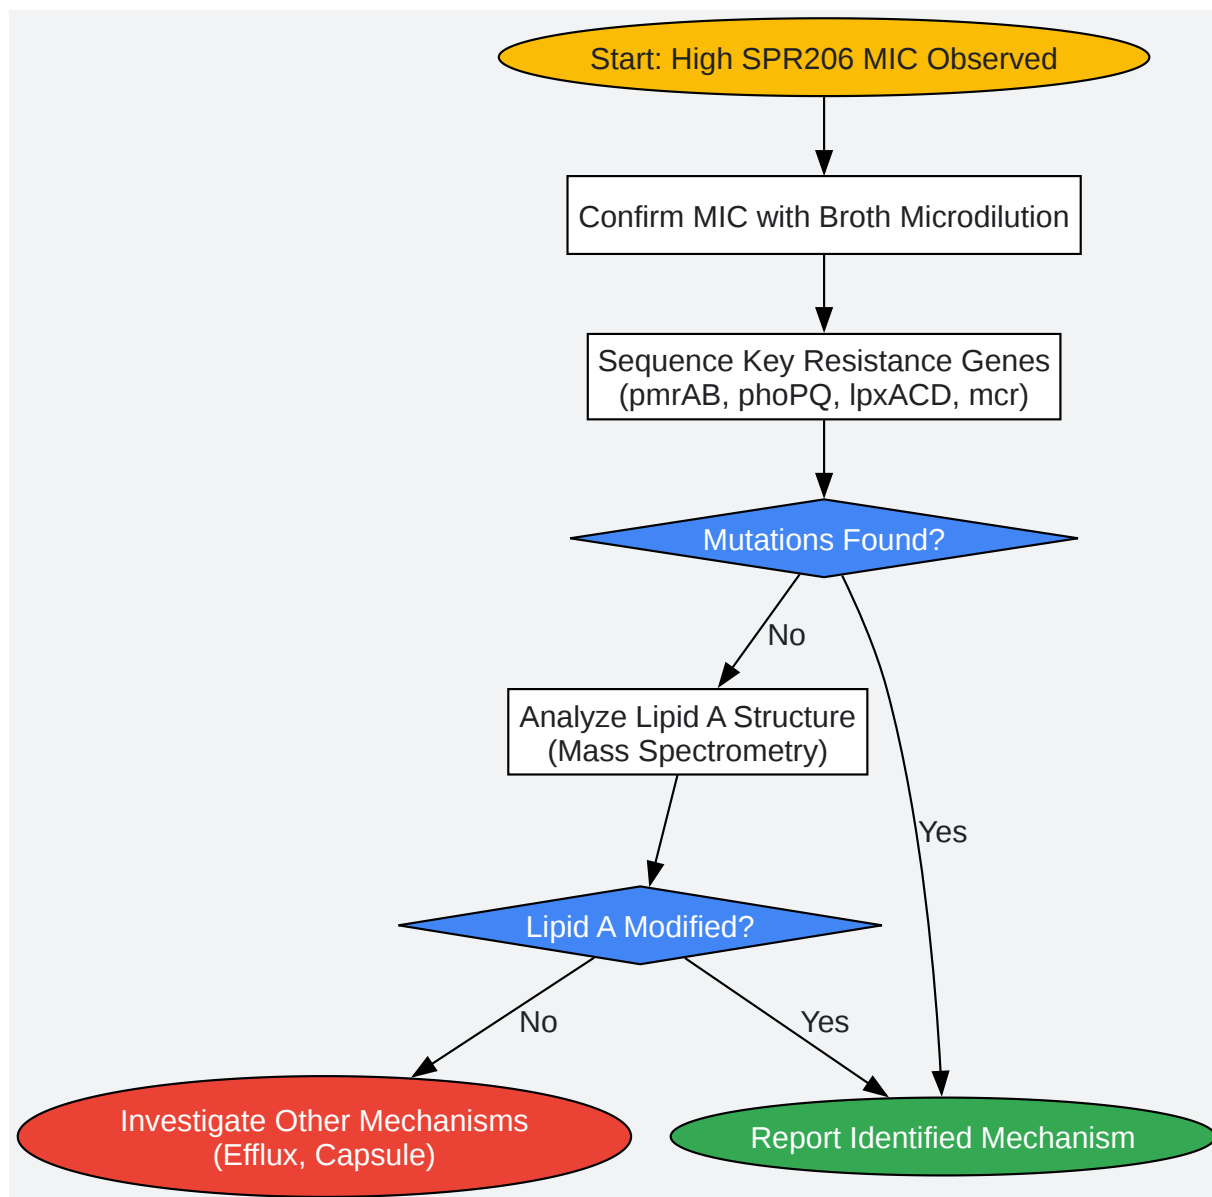 Start: High SPR206 MIC Observed
Confirm MIC with Broth Microdilution
Sequence Key Resistance Genes
(pmrAB, phoPQ, lpxACD, mcr)
Mutations Found?
No
Analyze Lipid A Structure
(Mass Spectrometry)
Yes
Lipid A Modified?
No
Yes
Investigate Other Mechanisms
(Efflux, Capsule)
Report Identified Mechanism